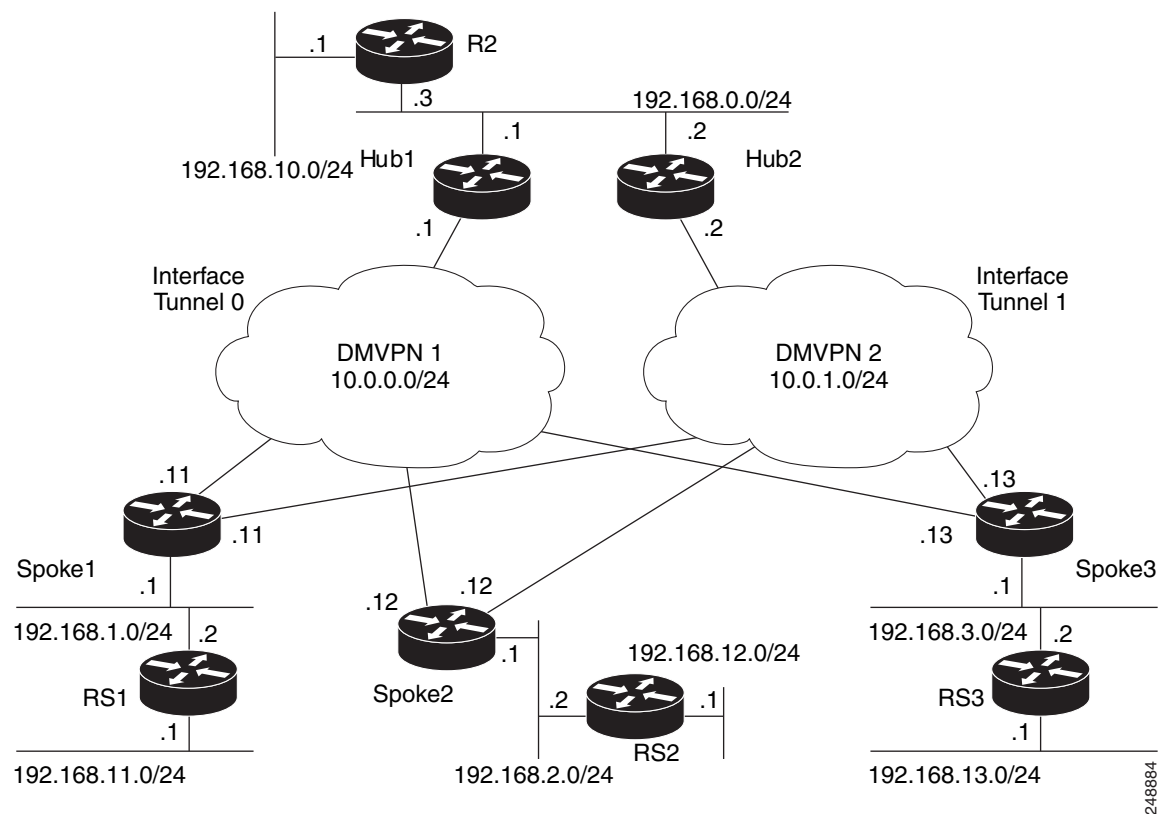 .1
R2
.3
192.168.0.0/24
.1
.2
192.168.10.0/24
Hub1
Hub2
.1
.2
Interface
Tunnel 0
Interface
Tunnel 1
DMVPN 1
10.0.0.0/24
DMVPN 2
10.0.1.0/24
.11
.13
.11
.13
Spoke1
Spoke3
.1
.12
.12
.1
192.168.1.0/24
.2
.1
192.168.12.0/24
192.168.3.0/24
.2
RS1
Spoke2
.2
.1
RS3
.1
RS2
.1
192.168.11.0/24
192.168.2.0/24
192.168.13.0/24
248884